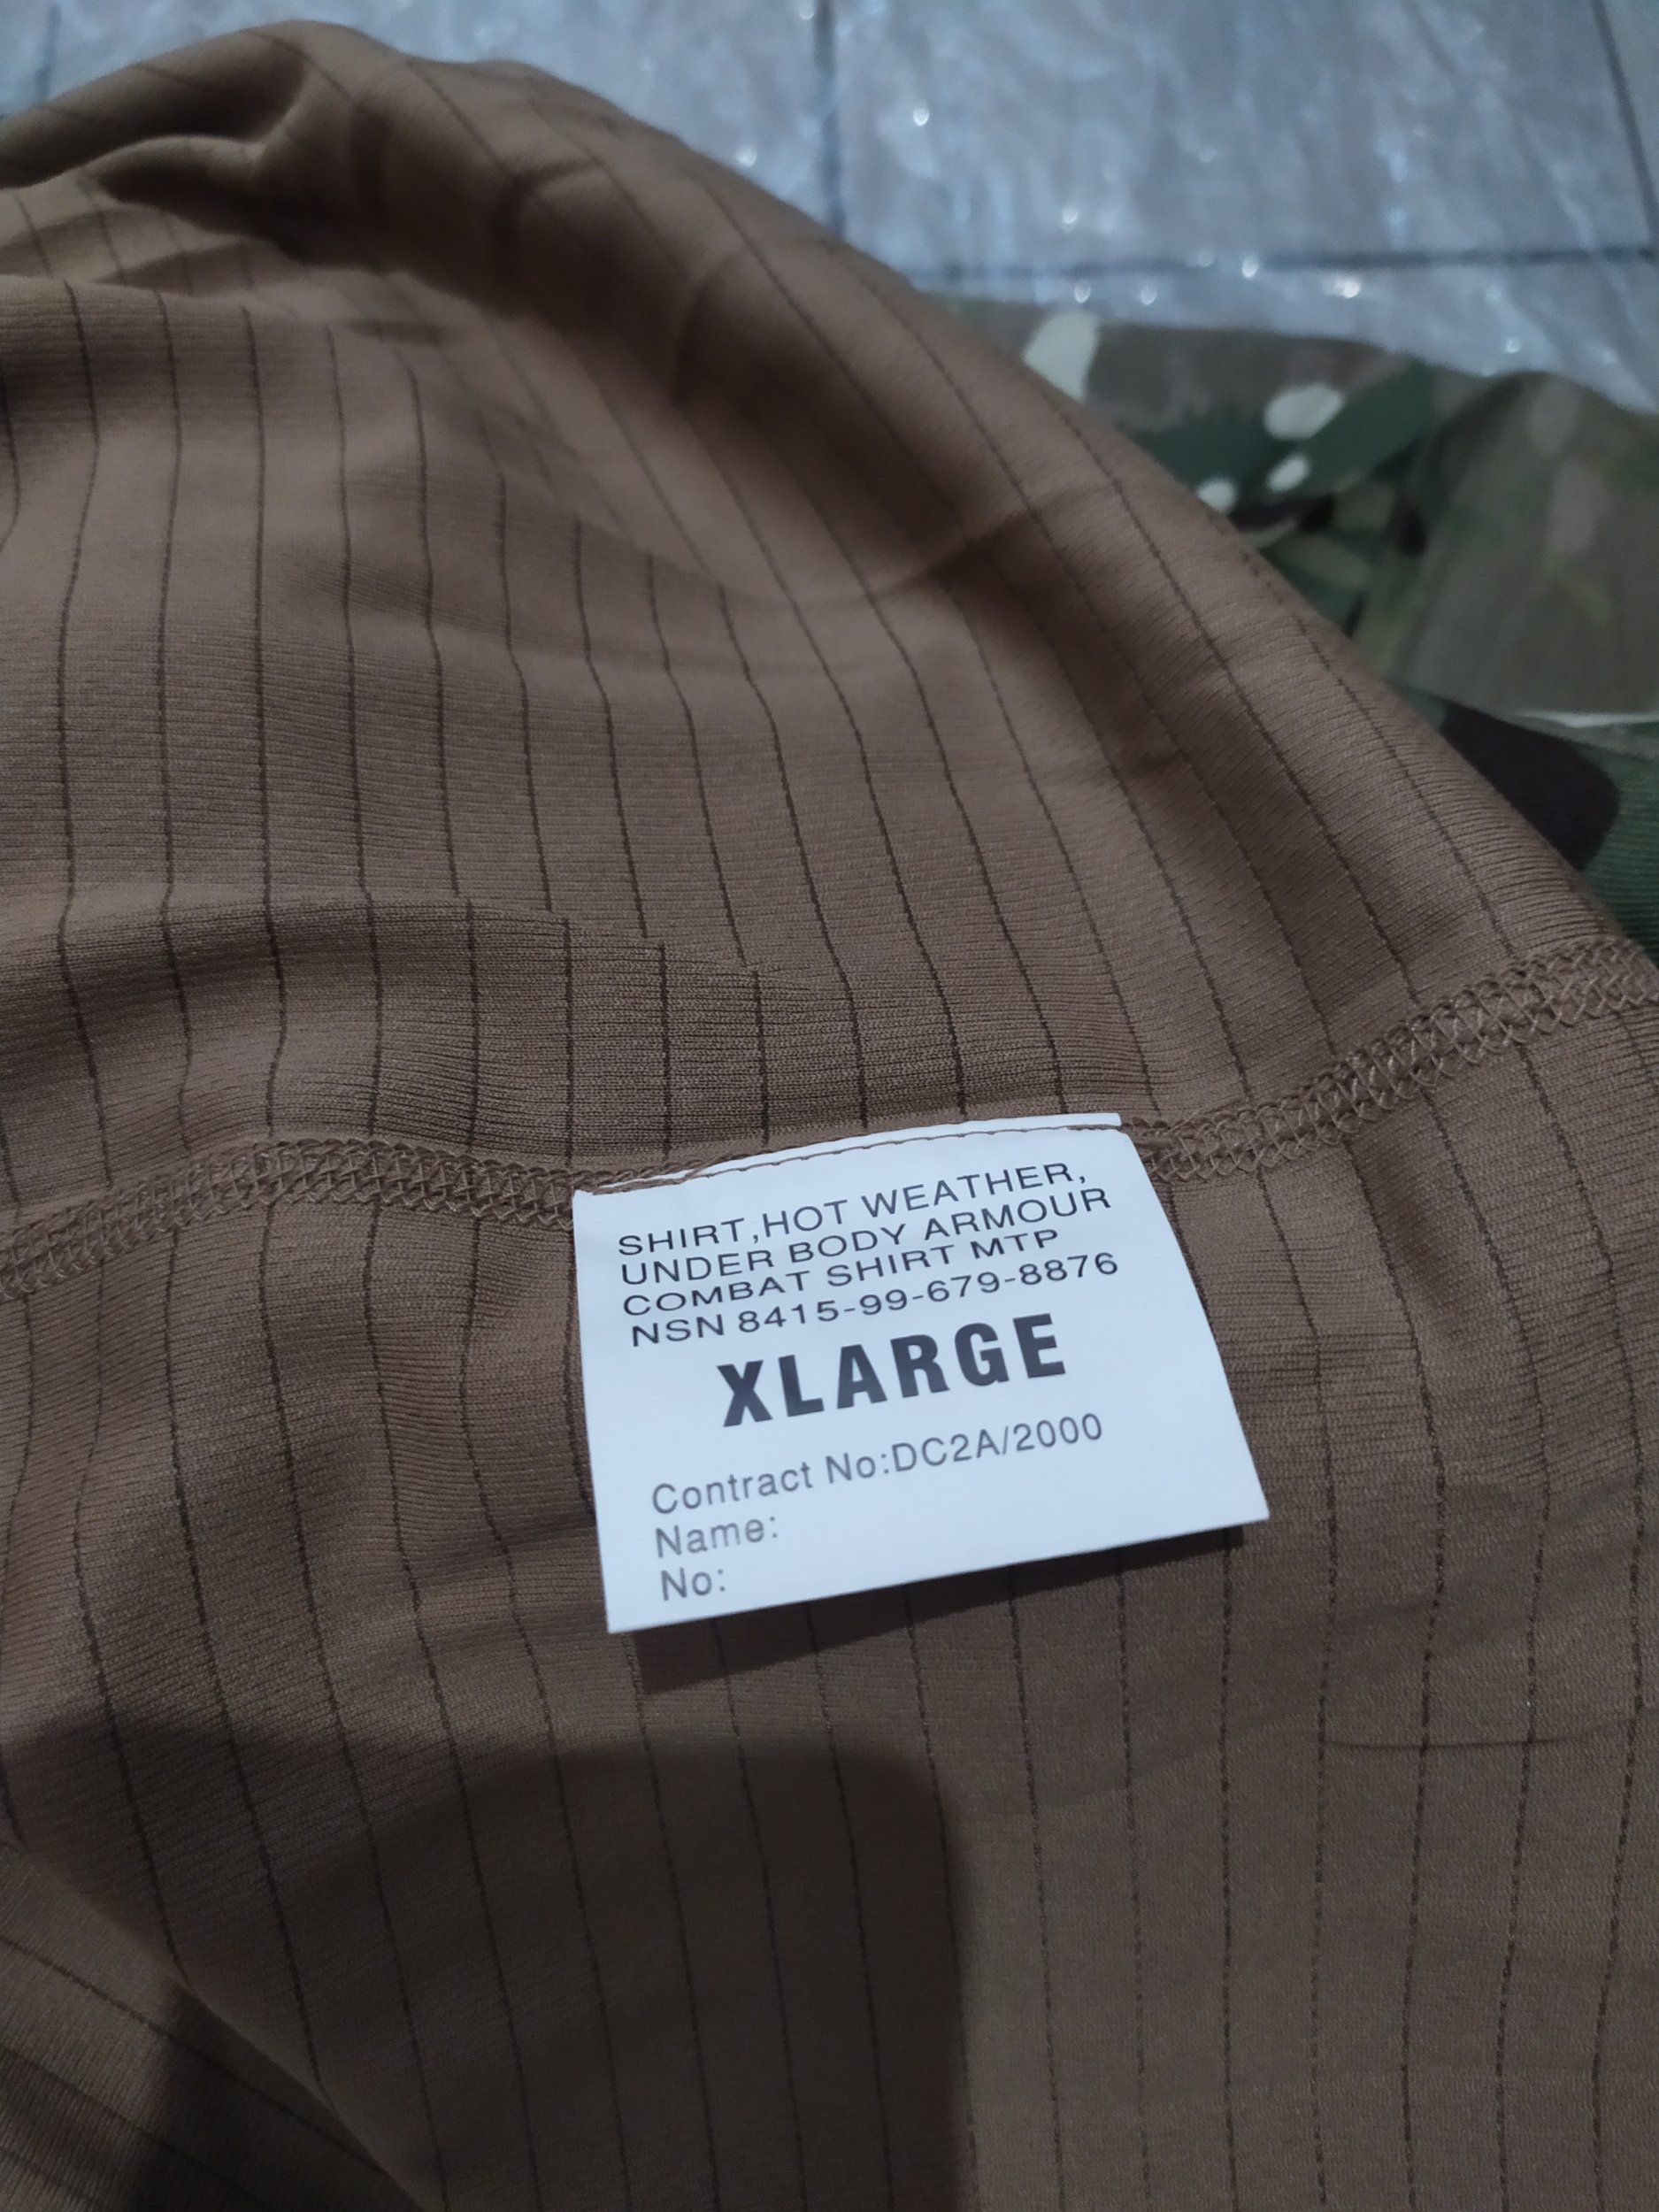 SHIRT,HOT WEATHER,
UNDER BODY ARMOUR
COMBAT SHIRT MTP
NSN 8415-99-679-8876
XLARGE
Contract No:DC2A/2000
Name:
No: